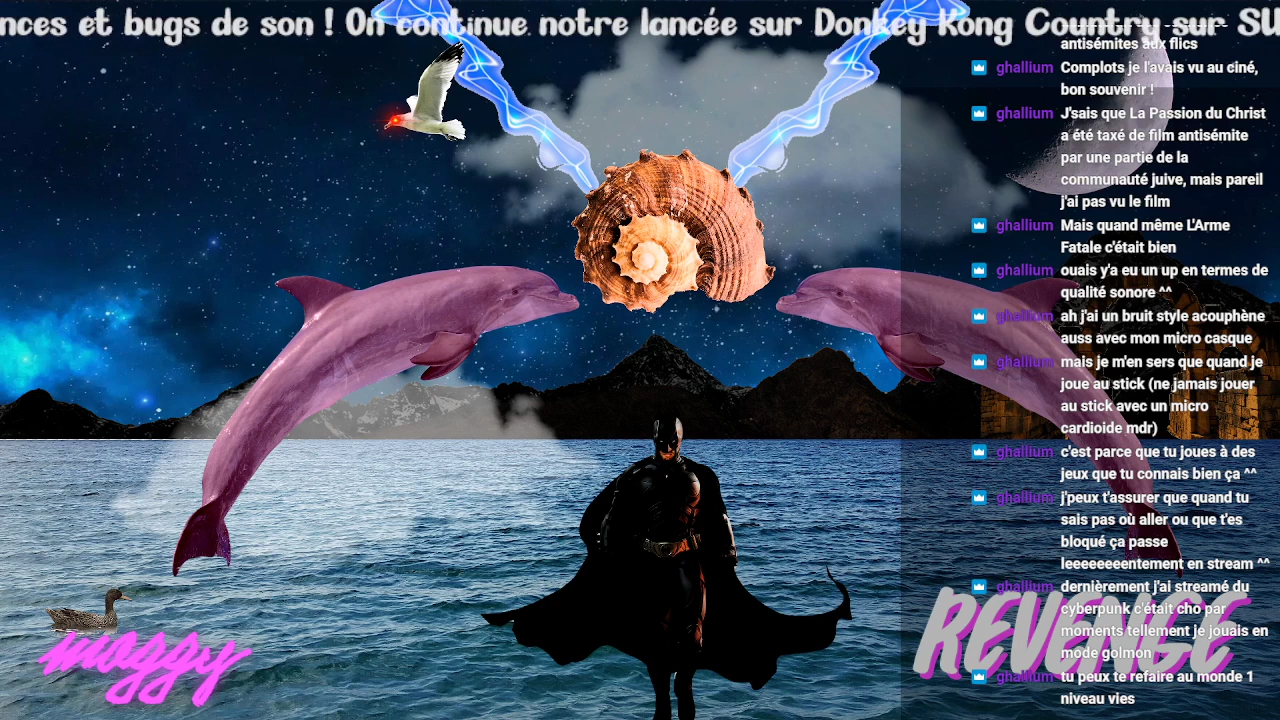 nces et bugs de son ! On continue notre lancée sur Donkey Kong Country sur SU
antisémites aux flics
ghallium Complots je l'avais vu au ciné,
bon souvenir !
ghallium J'sais que La Passion du Christ
a été taxé de film antisémite
par une partie de la
communauté juive, mais pareil
j'ai pas vu le film
ghallium Mais quand même L'Arme
Fatale c'était bien
ghallium ouais y'a eu un up en termes de
qualité sonore ^^
ghallium ah j'ai un bruit style acouphène
auss avec mon micro casque
ghallium mais je m'en sers que quand je
joue au stick (ne jamais jouer
au stick avec un micro
cardioide mdr)
ghallium c'est parce que tu joues à des
jeux que tu connais bien ça ^^
ghallium j'peux t'assurer que quand tu
sais pas où aller ou que t'es
bloqué ça passe
leeeeeeeentement en stream ^^
ghallium dernièrement j'ai streamé du
cyberpunk c'était cho par
moments tellement je jouais en
mode golmon
ghallium tu peux te refaire au monde 1
niveau vies
moggy
REVENGE